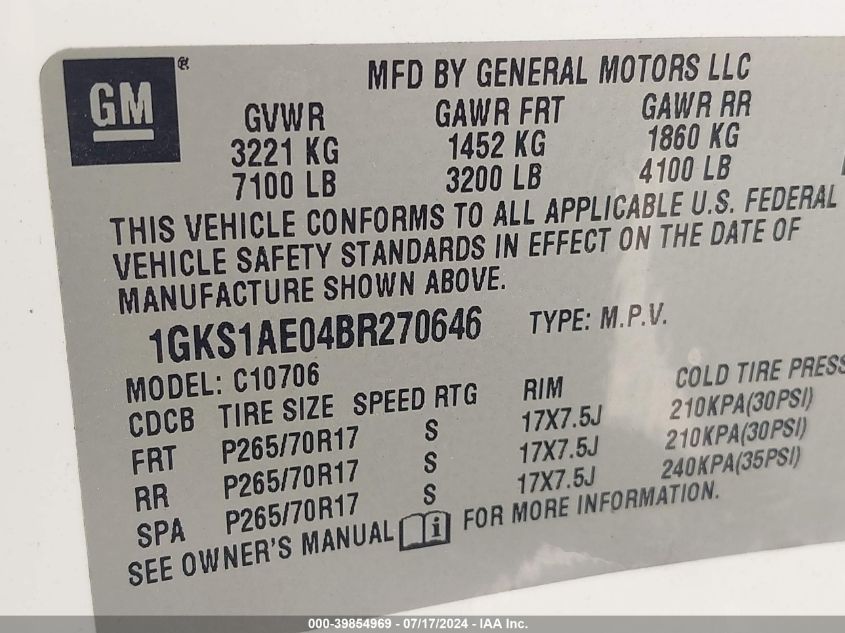 GM ® MFD BY GENERAL MOTORS LLC
GVWR GAWR FRT GAWR RR
3221 KG 1452 KG 1860 KG
7100 LB 3200 LB 4100 LB
THIS VEHICLE CONFORMS TO ALL APPLICABLE U.S. FEDERAL
VEHICLE SAFETY STANDARDS IN EFFECT ON THE DATE OF
MANUFACTURE SHOWN ABOVE.
1GKS1AE04BR270646 TYPE: M.P.V.
MODEL: C10706
CDCB TIRE SIZE SPEED RTG RIM COLD TIRE PRESS
FRT P265/70R17 S 17X7.5J 210KPA(30PSI)
RR P265/70R17 S 17X7.5J 210KPA(30PSI)
SPA P265/70R17 S 17X7.5J 240KPA(35PSI)
SEE OWNER'S MANUAL i FOR MORE INFORMATION.
000-39854969 - 07/17/2024 - IAA Inc.